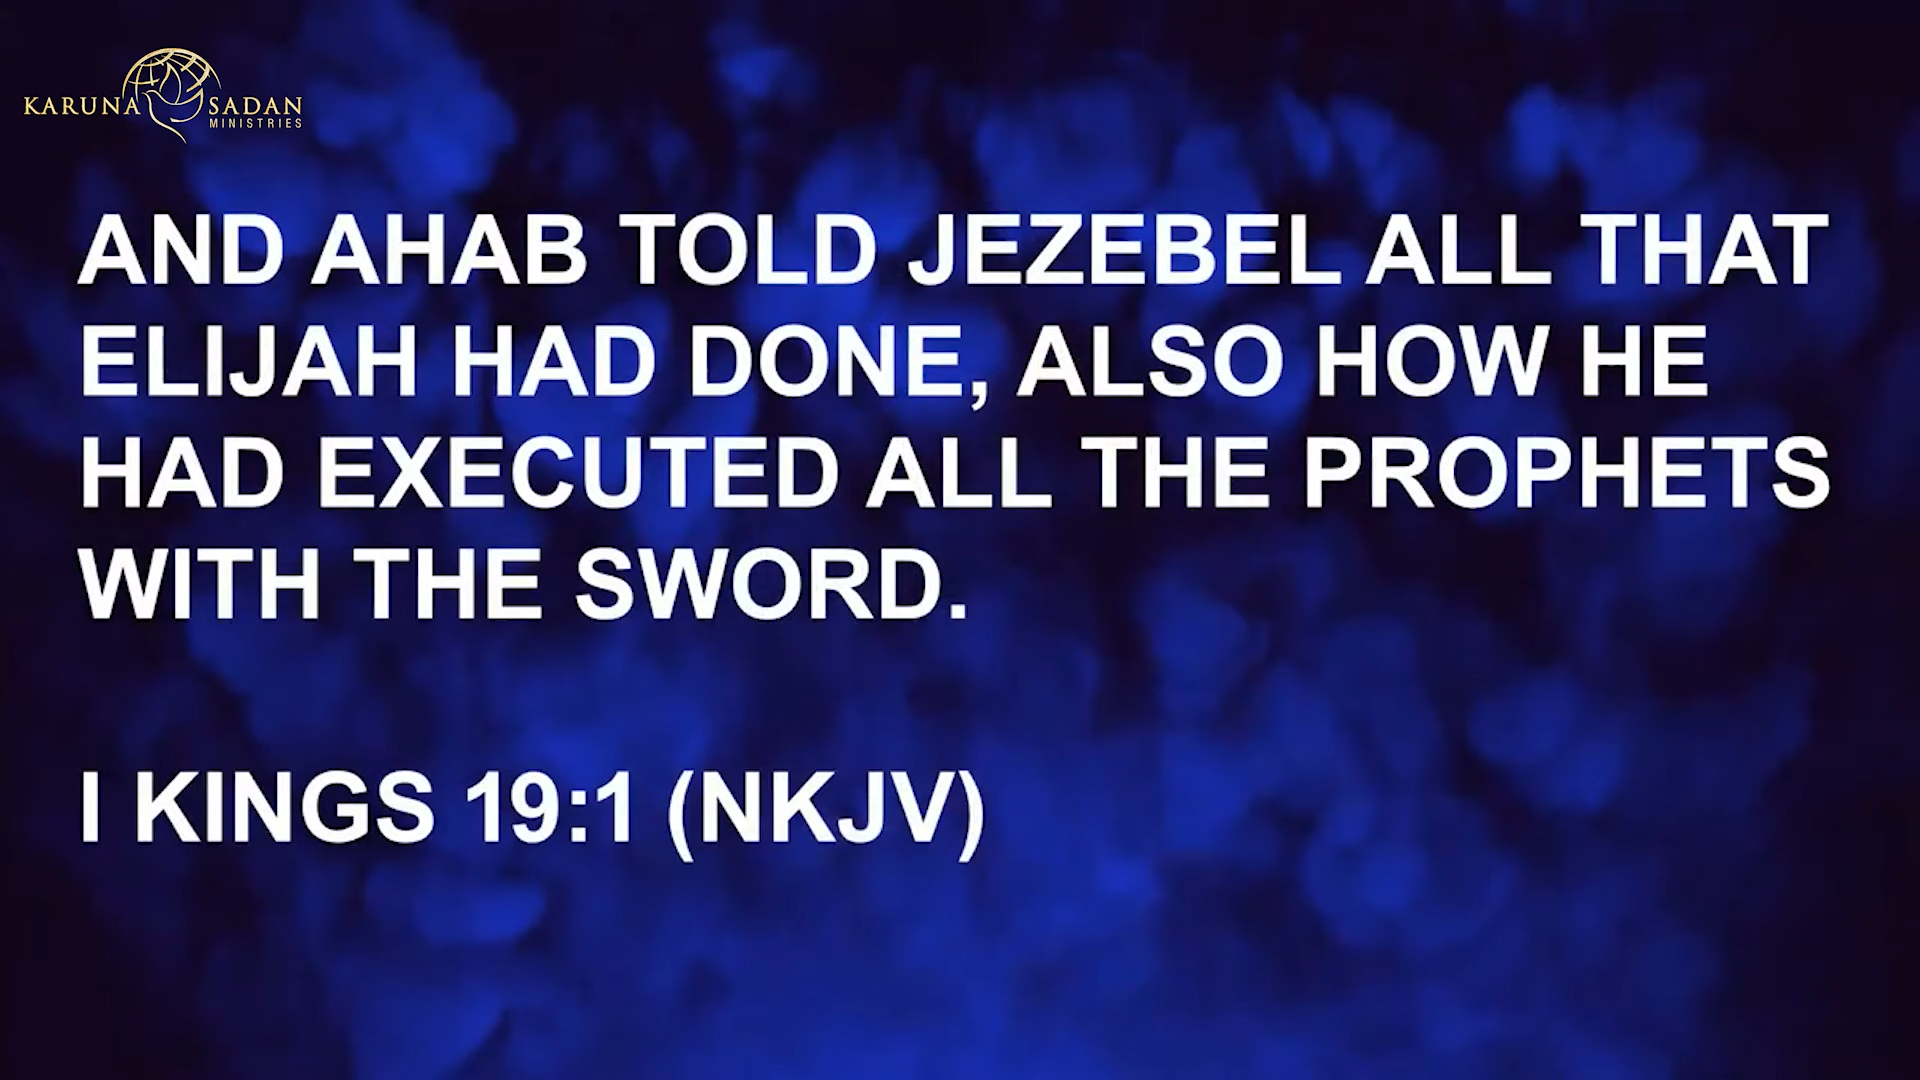 KARUNA SADAN
MINISTRIES
AND AHAB TOLD JEZEBEL ALL THAT
ELIJAH HAD DONE, ALSO HOW HE
HAD EXECUTED ALL THE PROPHETS
WITH THE SWORD.
I KINGS 19:1 (NKJV)